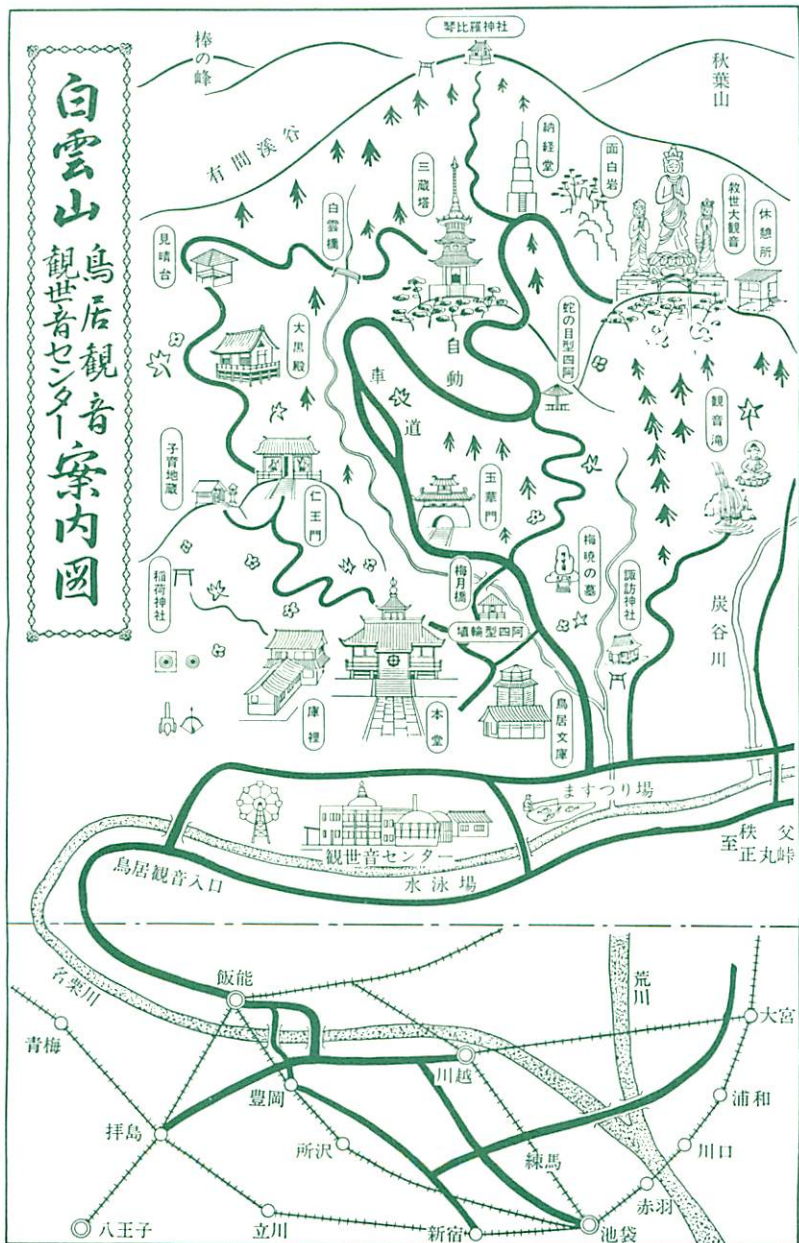 白雲山
鳥居観音
観世音センター
案内図
琴比羅神社
棒の峰
秋葉山
有間渓谷
納経堂
面白岩
三蔵塔
救世大観音
休憩所
白雲橋
見晴台
蛇の目型四阿
大黒殿
自動車道
観音滝
子育地蔵
仁王門
玉華門
梅月橋
梅暁の墓
諏訪神社
稲荷神社
埴輪型四阿
炭谷川
庫裡
本堂
鳥居文庫
ますつり場
至秩父
正丸峠
観世音センター
鳥居観音入口
水泳場
名栗川
飯能
荒川
大宮
青梅
川越
豊岡
浦和
拝島
所沢
練馬
川口
赤羽
八王子
立川
新宿
池袋